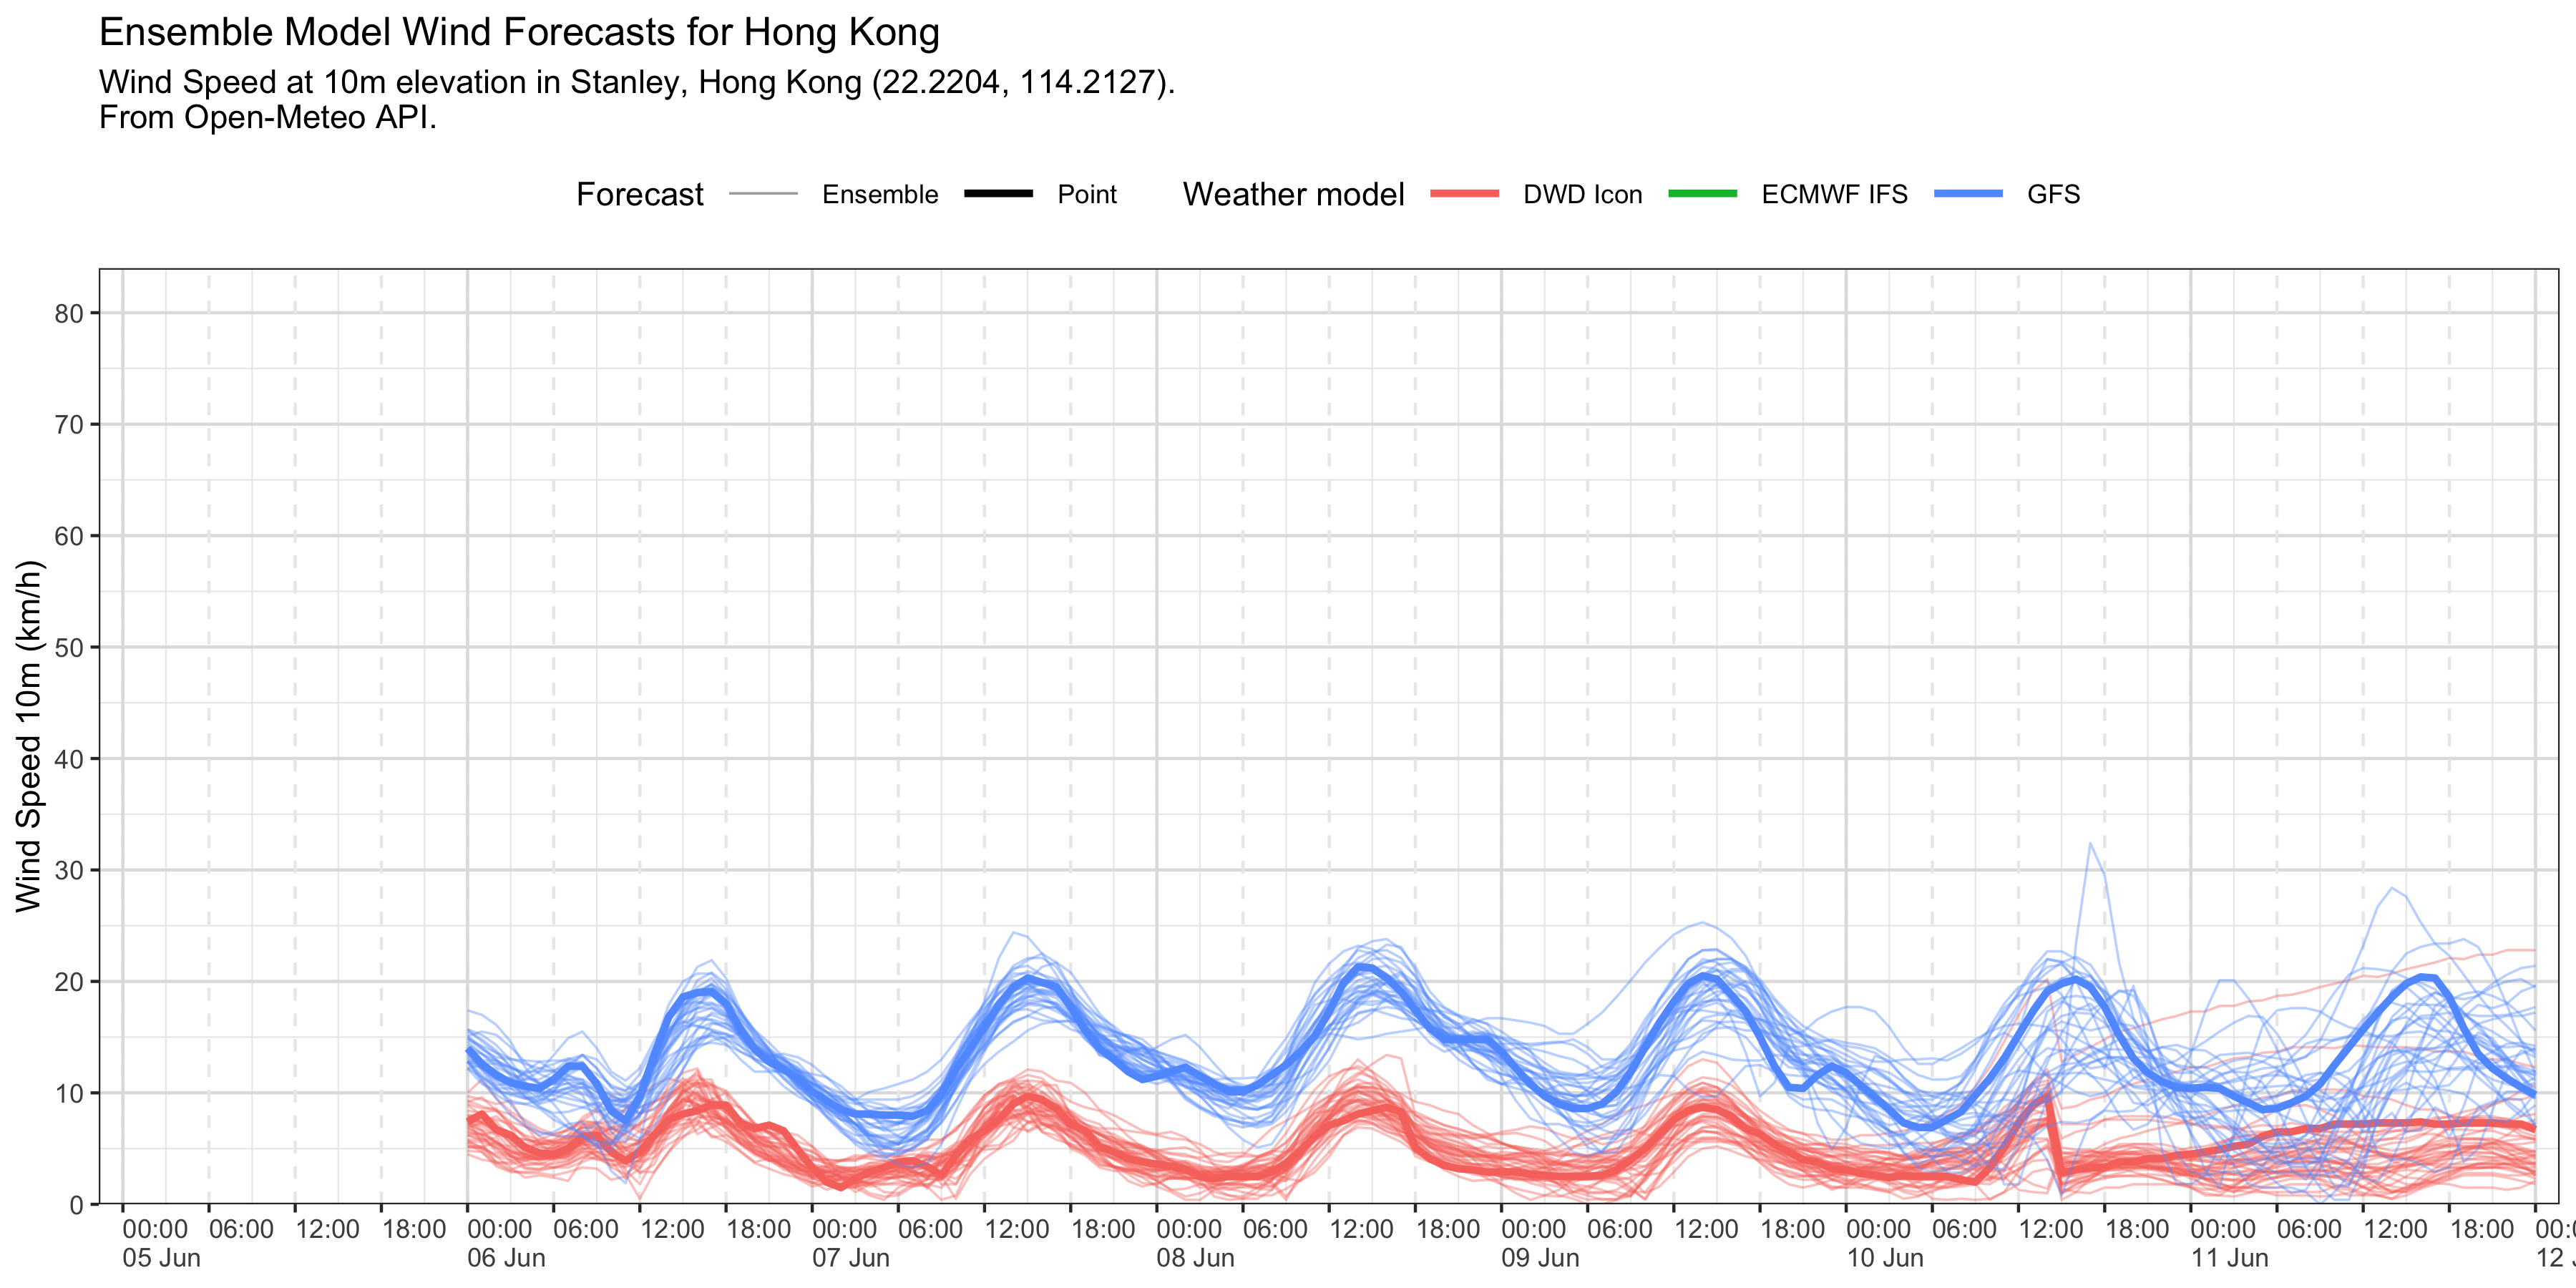 Ensemble Model Wind Forecasts for Hong Kong
Wind Speed at 10m elevation in Stanley, Hong Kong (22.2204, 114.2127).
From Open-Meteo API.
Forecast Ensemble Point Weather model DWD Icon ECMWF IFS GFS
Wind Speed 10m (km/h)
80
70
60
50
40
30
20
10
0
00:00 06:00 12:00 18:00 00:00 06:00 12:00 18:00 00:00 06:00 12:00 18:00 00:00 06:00 12:00 18:00 00:00 06:00 12:00 18:00 00:00 06:00 12:00 18:00 00:00 06:00 12:00 18:00 00:
05 Jun 06 Jun 07 Jun 08 Jun 09 Jun 10 Jun 11 Jun 12